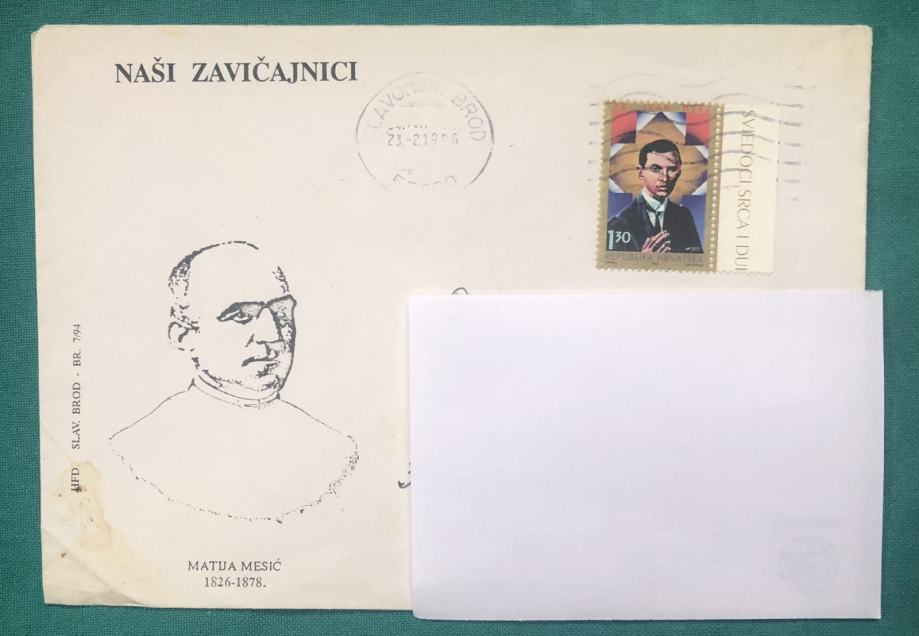 NAŠI ZAVIČAJNICI
SLAVONSKI BROD
23.-2.1996
SVJEDOCI SRCA I
1,30
REPUBLIKA HRVATSKA
HFD SLAV. BROD - BR. 7/94
MATIJA MESIĆ
1826-1878.